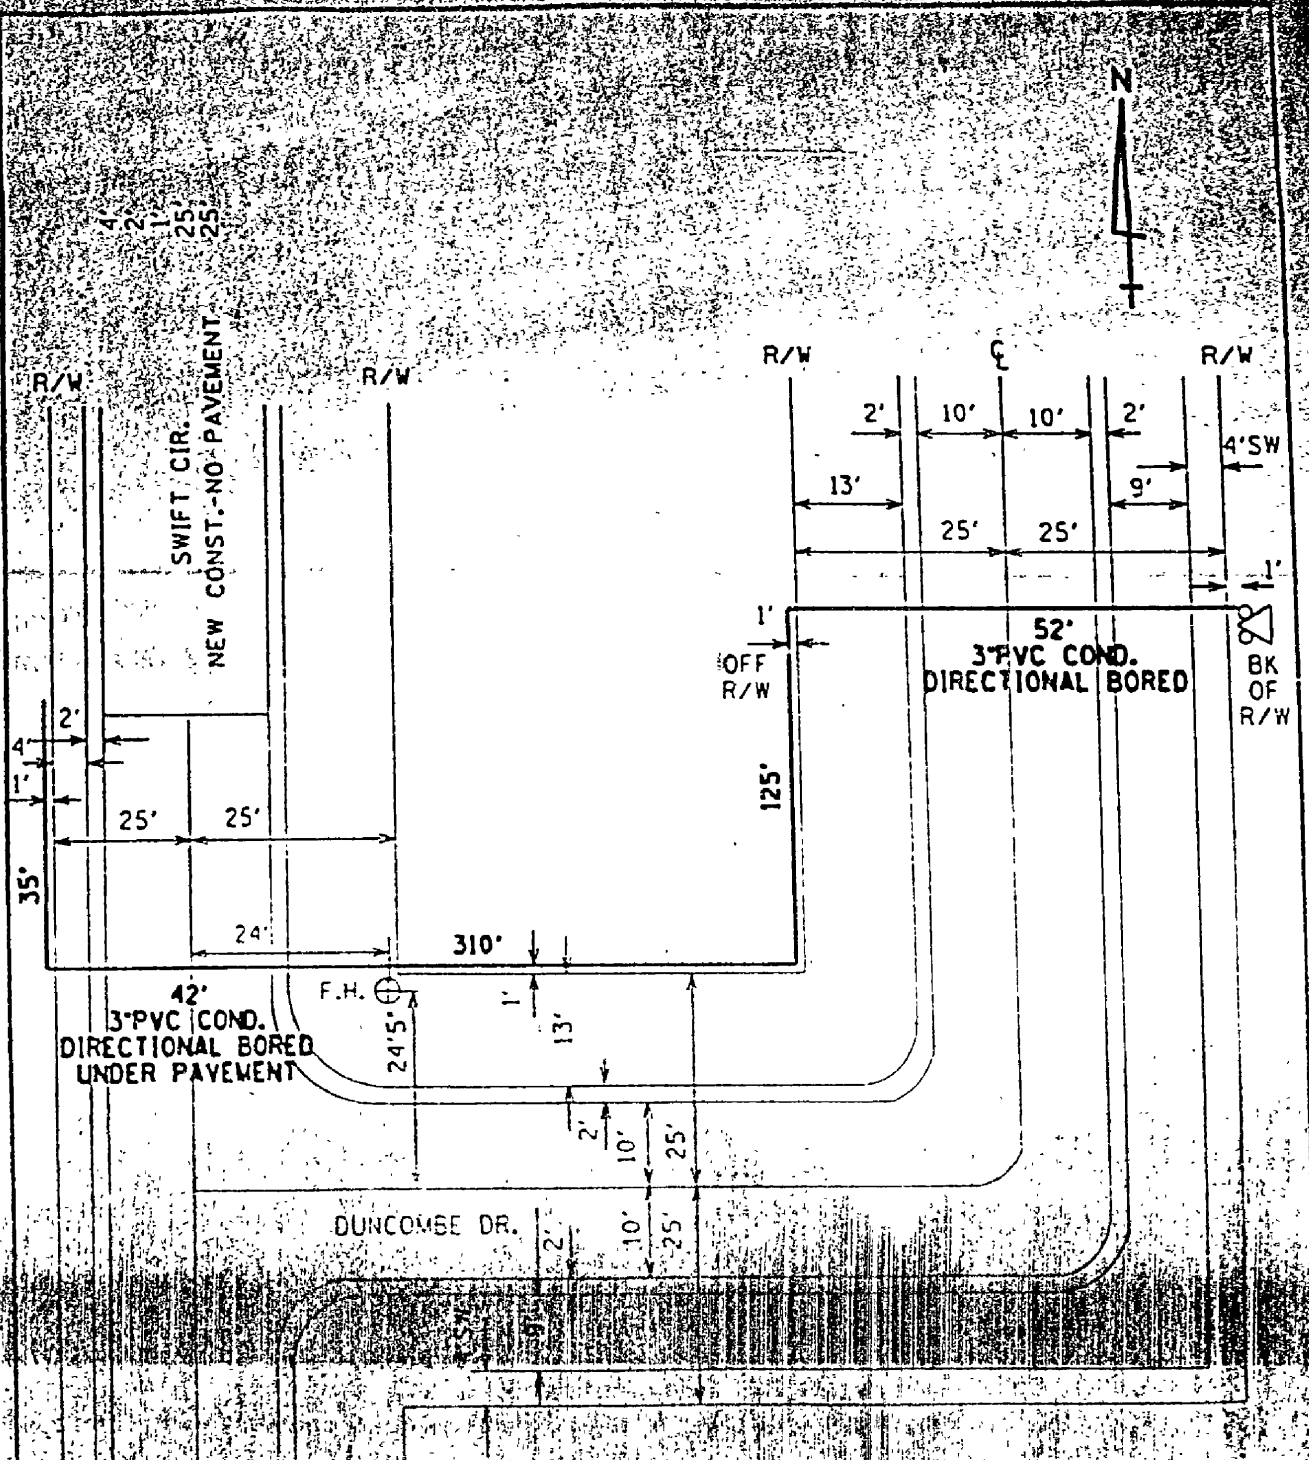 N
4'
2'
1'
25'
25'
R/W
R/W
R/W
℄
R/W
SWIFT CIR.
NEW CONST.-NO PAVEMENT
2'
10'
10'
2'
4'SW
13'
9'
25'
25'
1'
1'
OFF
R/W
52'
3"PVC COND.
DIRECTIONAL BORED
BK
OF
R/W
2'
4'
1'
25'
25'
125'
35'
24'
310'
42'
3"PVC COND.
DIRECTIONAL BORED
UNDER PAVEMENT
F.H.
24'5"
1'
13'
2'
10'
25'
DUNCOMBE DR.
2'
10'
25'
9'